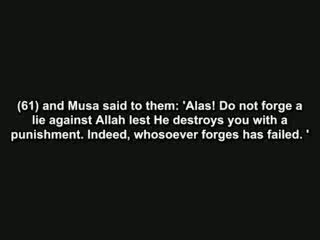 (61) and Musa said to them: 'Alas! Do not forge a
lie against Allah lest He destroys you with a
punishment. Indeed, whosoever forges has failed. '